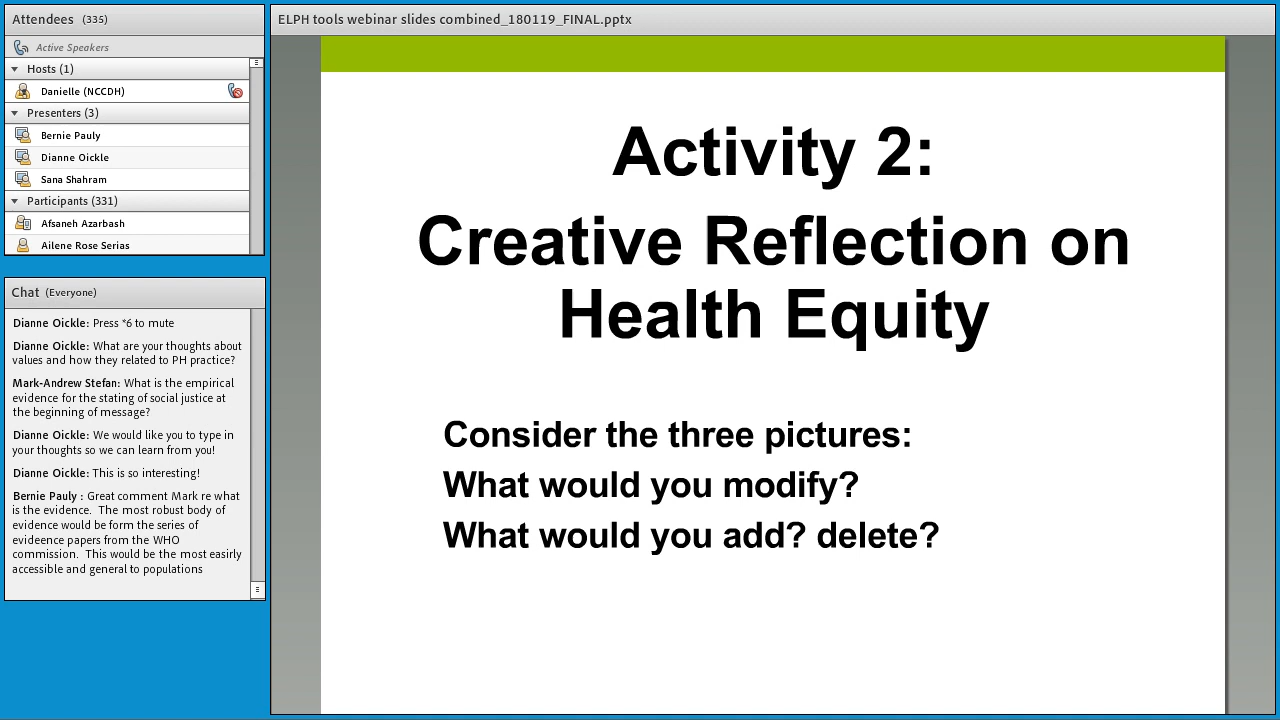 Attendees (335)
Active Speakers
Hosts (1)
Danielle (NCCDH)
Presenters (3)
Bernie Pauly
Dianne Oickle
Sana Shahram
Participants (331)
Afsaneh Azarbash
Ailene Rose Serias
Chat (Everyone)
Dianne Oickle: Press *6 to mute
Dianne Oickle: What are your thoughts about
values and how they related to PH practice?
Mark-Andrew Stefan: What is the empirical
evidence for the stating of social justice at
the beginning of message?
Dianne Oickle: We would like you to type in
your thoughts so we can learn from you!
Dianne Oickle: This is so interesting!
Bernie Pauly : Great comment Mark re what
is the evidence. The most robust body of
evidence would be form the series of
evideence papers from the WHO
commission. This would be the most easirly
accessible and general to populations
ELPH tools webinar slides combined_180119_FINAL.pptx
Activity 2:
Creative Reflection on
Health Equity
Consider the three pictures:
What would you modify?
What would you add? delete?